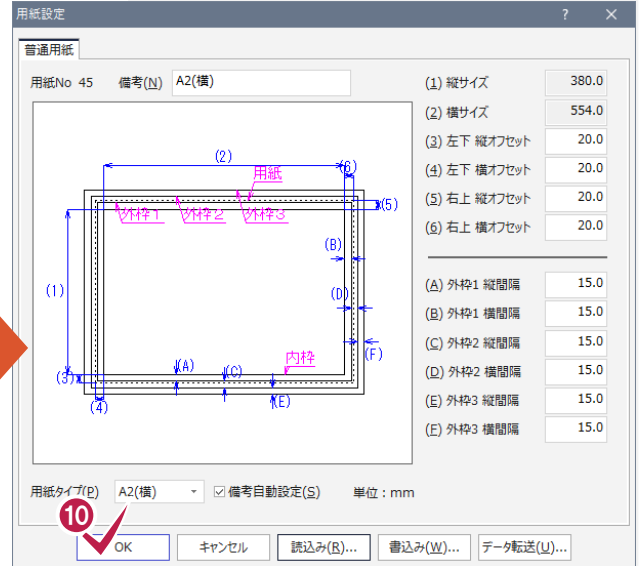 用紙設定 ? ×
普通用紙
用紙No 45 備考(N) A2(横)
(1) 縦サイズ 380.0
(2) 横サイズ 554.0
(3) 左下 縦オフセット 20.0
(4) 左下 横オフセット 20.0
(5) 右上 縦オフセット 20.0
(6) 右上 横オフセット 20.0
(A) 外枠1 縦間隔 15.0
(B) 外枠1 横間隔 15.0
(C) 外枠2 縦間隔 15.0
(D) 外枠2 横間隔 15.0
(E) 外枠3 縦間隔 15.0
(F) 外枠3 横間隔 15.0
(2)
(6)
用紙
(5)
外枠1 外枠2 外枠3
(B)
(1)
(D)
(F)
内枠
(A) (C)
(3)
(4)
(E)
用紙タイプ(P) A2(横) 備考自動設定(S) 単位:mm
10
OK キャンセル 読込み(R)... 書込み(W)... データ転送(U)...